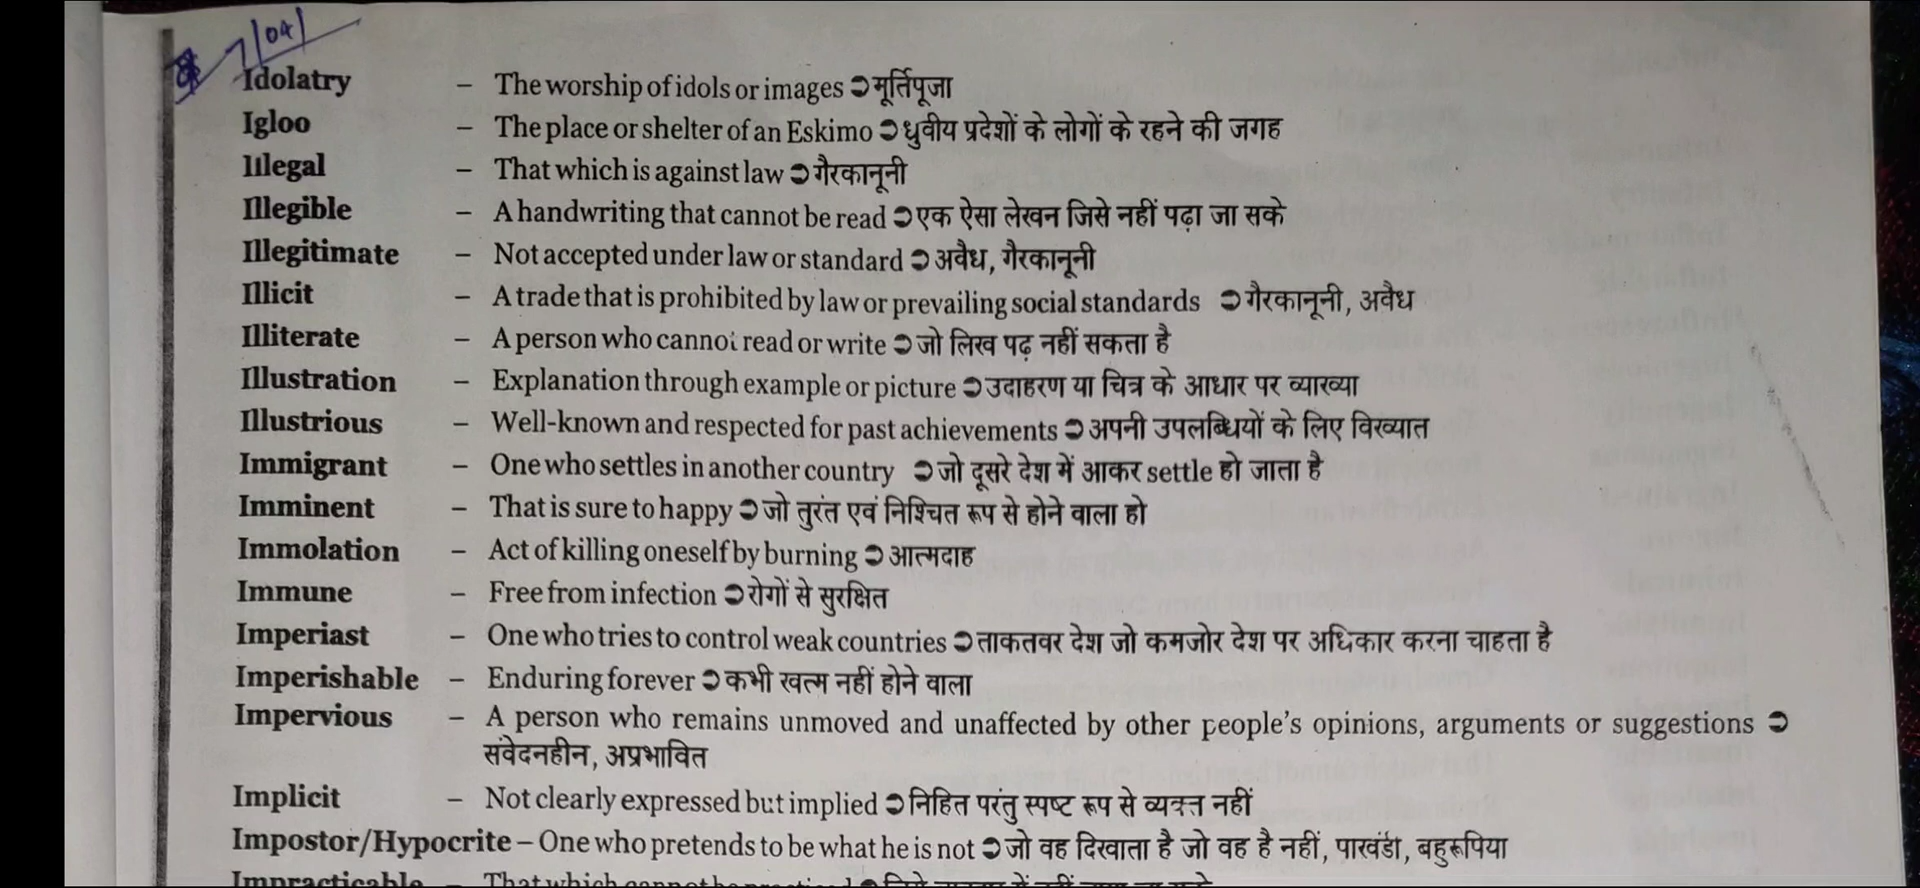 7/04/
Idolatry – The worship of idols or images ➲ मूर्तिपूजा
Igloo – The place or shelter of an Eskimo ➲ ध्रुवीय प्रदेशों के लोगों के रहने की जगह
Illegal – That which is against law ➲ गैरकानूनी
Illegible – A handwriting that cannot be read ➲ एक ऐसा लेखन जिसे नहीं पढ़ा जा सके
Illegitimate – Not accepted under law or standard ➲ अवैध, गैरकानूनी
Illicit – A trade that is prohibited by law or prevailing social standards ➲ गैरकानूनी, अवैध
Illiterate – A person who cannot read or write ➲ जो लिख पढ़ नहीं सकता है
Illustration – Explanation through example or picture ➲ उदाहरण या चित्र के आधार पर व्याख्या
Illustrious – Well-known and respected for past achievements ➲ अपनी उपलब्धियों के लिए विख्यात
Immigrant – One who settles in another country ➲ जो दूसरे देश में आकर settle हो जाता है
Imminent – That is sure to happy ➲ जो तुरंत एवं निश्चित रूप से होने वाला हो
Immolation – Act of killing oneself by burning ➲ आत्मदाह
Immune – Free from infection ➲ रोगों से सुरक्षित
Imperiast – One who tries to control weak countries ➲ ताकतवर देश जो कमजोर देश पर अधिकार करना चाहता है
Imperishable – Enduring forever ➲ कभी खत्म नहीं होने वाला
Impervious – A person who remains unmoved and unaffected by other people's opinions, arguments or suggestions ➲
संवेदनहीन, अप्रभावित
Implicit – Not clearly expressed but implied ➲ निहित परंतु स्पष्ट रूप से व्यक्त नहीं
Impostor/Hypocrite – One who pretends to be what he is not ➲ जो वह दिखाता है जो वह है नहीं, पाखंडी, बहुरूपिया
Impracticable – That which cannot be practised ➲